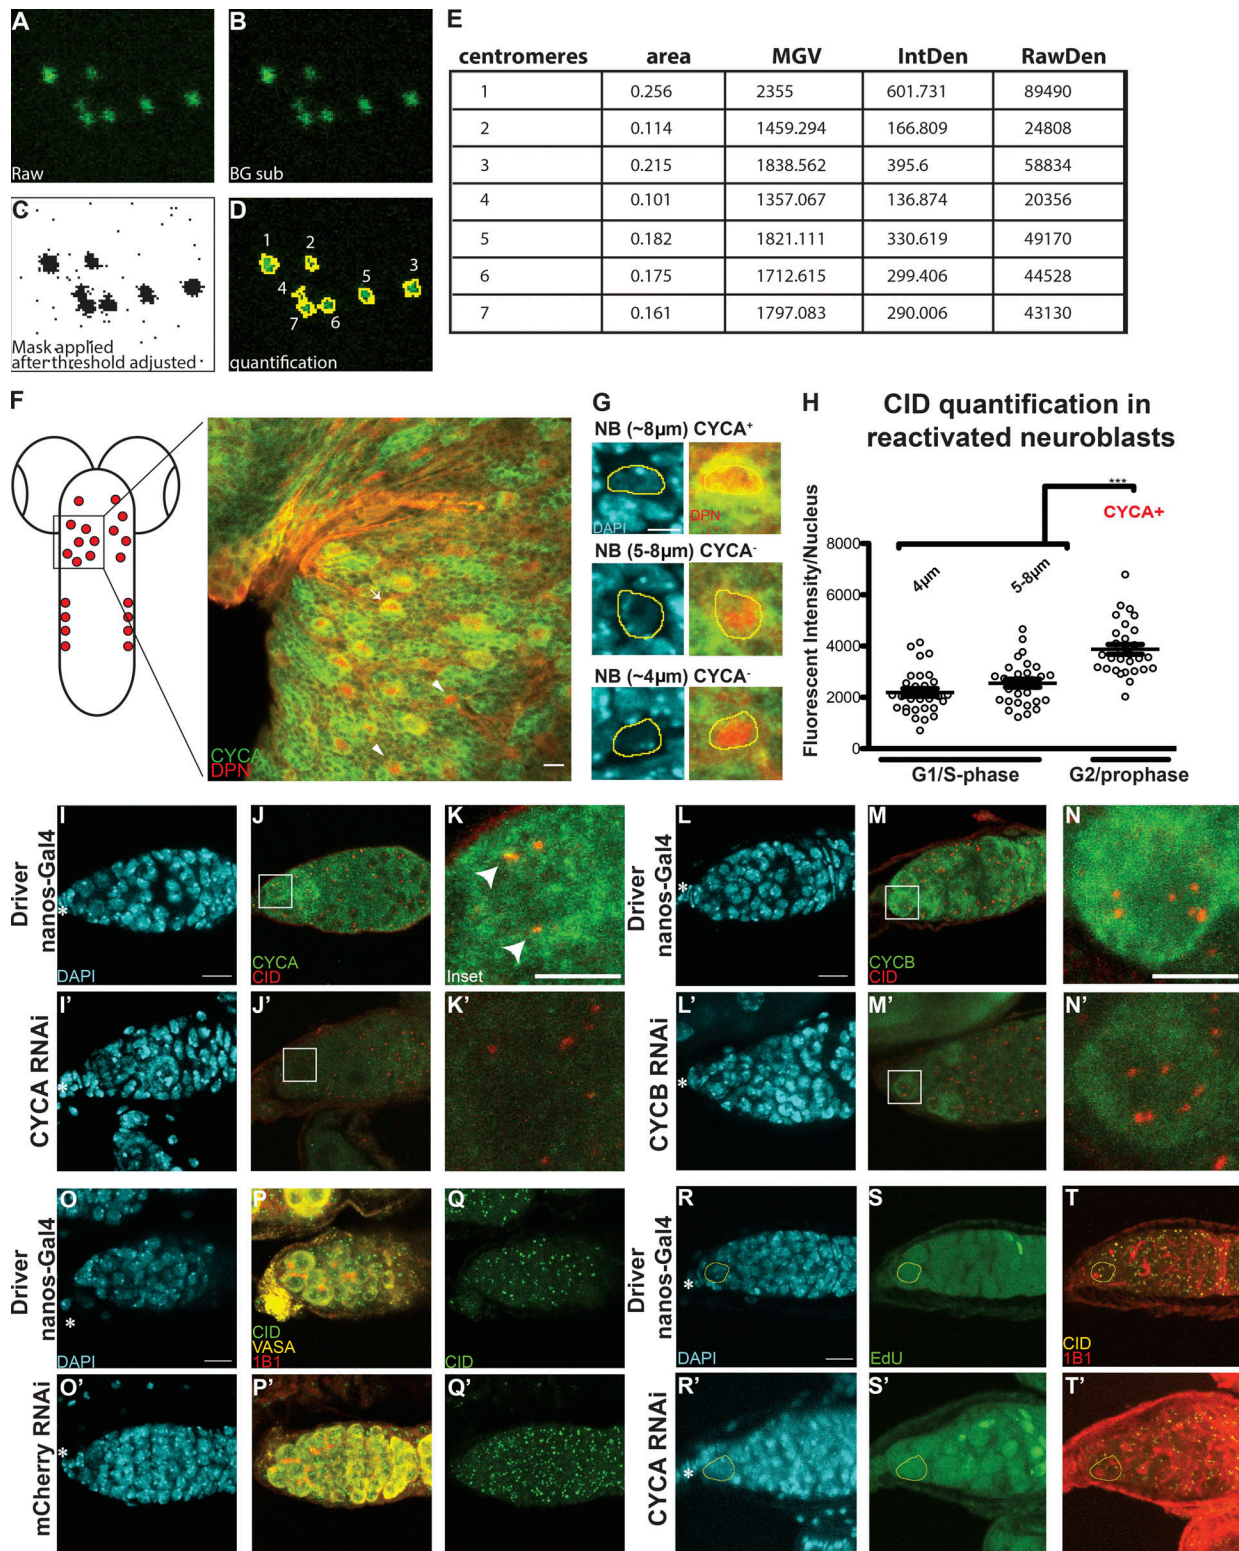 A
Raw
B
BG sub
C
Mask applied
after threshold adjusted
D
1
2
3
4
5
6
7
quantification
E
centromeres area MGV IntDen RawDen
1 0.256 2355 601.731 89490
2 0.114 1459.294 166.809 24808
3 0.215 1838.562 395.6 58834
4 0.101 1357.067 136.874 20356
5 0.182 1821.111 330.619 49170
6 0.175 1712.615 299.406 44528
7 0.161 1797.083 290.006 43130
F
CYCA
DPN
G
NB (~8µm) CYCA+
DAPI
DPN
NB (5-8µm) CYCA-
NB (~4µm) CYCA-
H
CID quantification in
reactivated neuroblasts
***
CYCA+
Fluorescent Intensity/Nucleus
8000
6000
4000
2000
0
4µm
5-8µm
G1/S-phase
G2/prophase
Driver
nanos-Gal4
I
*
DAPI
J
CYCA
CID
K
Inset
Driver
nanos-Gal4
L
*
M
CYCB
CID
N
CYCA RNAi
I'
*
J'
K'
CYCB RNAi
L'
*
M'
N'
Driver
nanos-Gal4
O
*
DAPI
P
CID
VASA
1B1
Q
CID
Driver
nanos-Gal4
R
*
DAPI
S
EdU
T
CID
1B1
mCherry RNAi
O'
*
P'
Q'
CYCA RNAi
R'
*
S'
T'